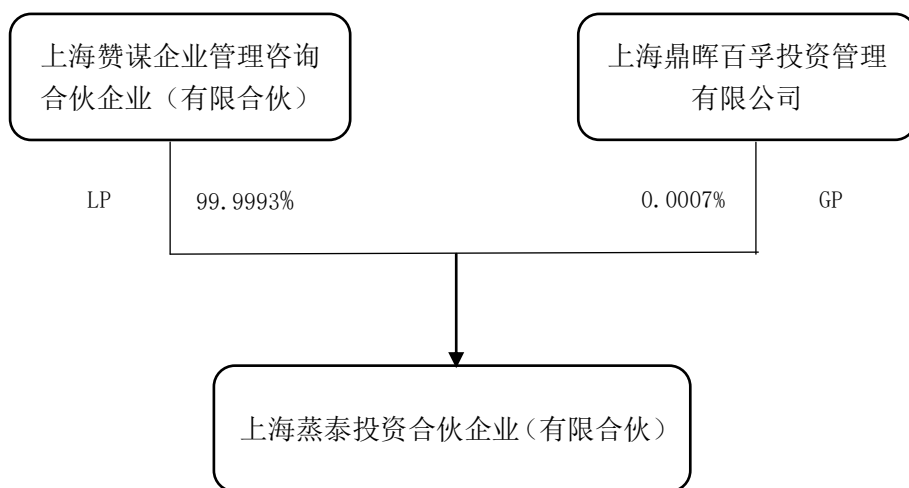 上海赞谋企业管理咨询
合伙企业（有限合伙）
上海鼎晖百孚投资管理
有限公司
LP
99.9993%
0.0007%
GP
上海蒸泰投资合伙企业（有限合伙）